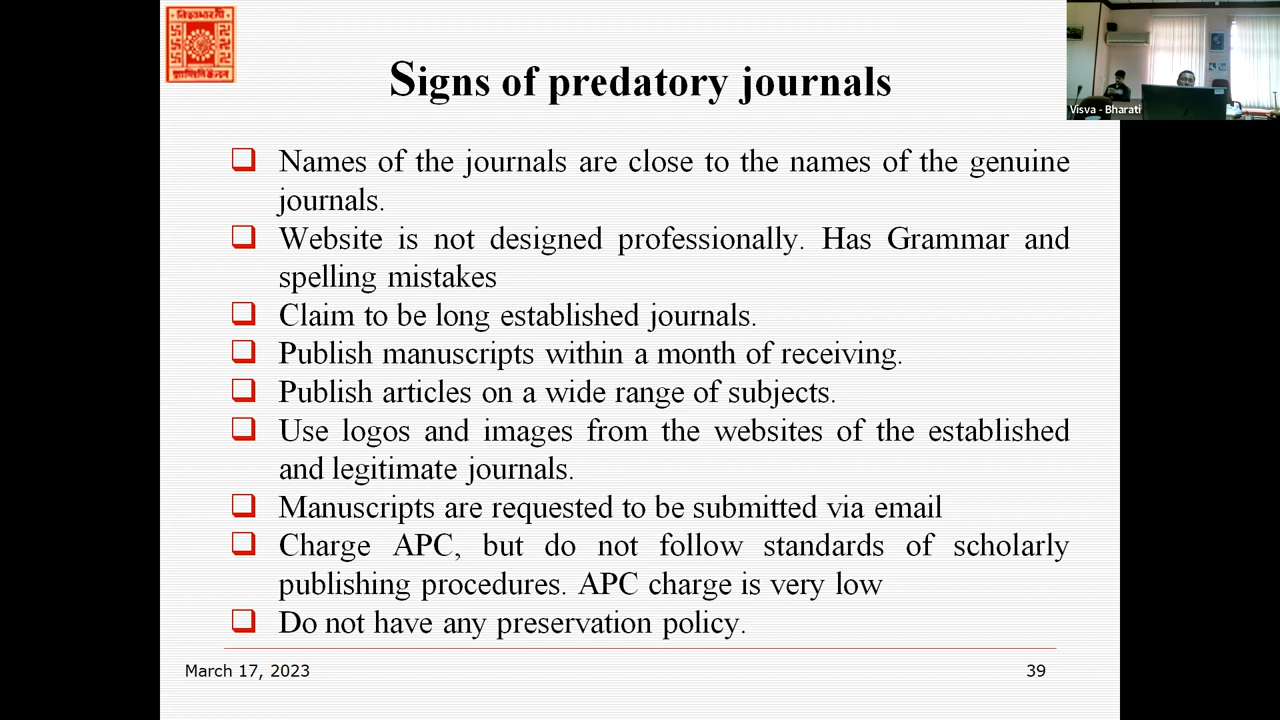 বিশ্বভারতী
Visva - Bharati
Signs of predatory journals
Names of the journals are close to the names of the genuine
journals.
Website is not designed professionally. Has Grammar and
spelling mistakes
Claim to be long established journals.
Publish manuscripts within a month of receiving.
Publish articles on a wide range of subjects.
Use logos and images from the websites of the established
and legitimate journals.
Manuscripts are requested to be submitted via email
Charge APC, but do not follow standards of scholarly
publishing procedures. APC charge is very low
Do not have any preservation policy.
March 17, 2023
39